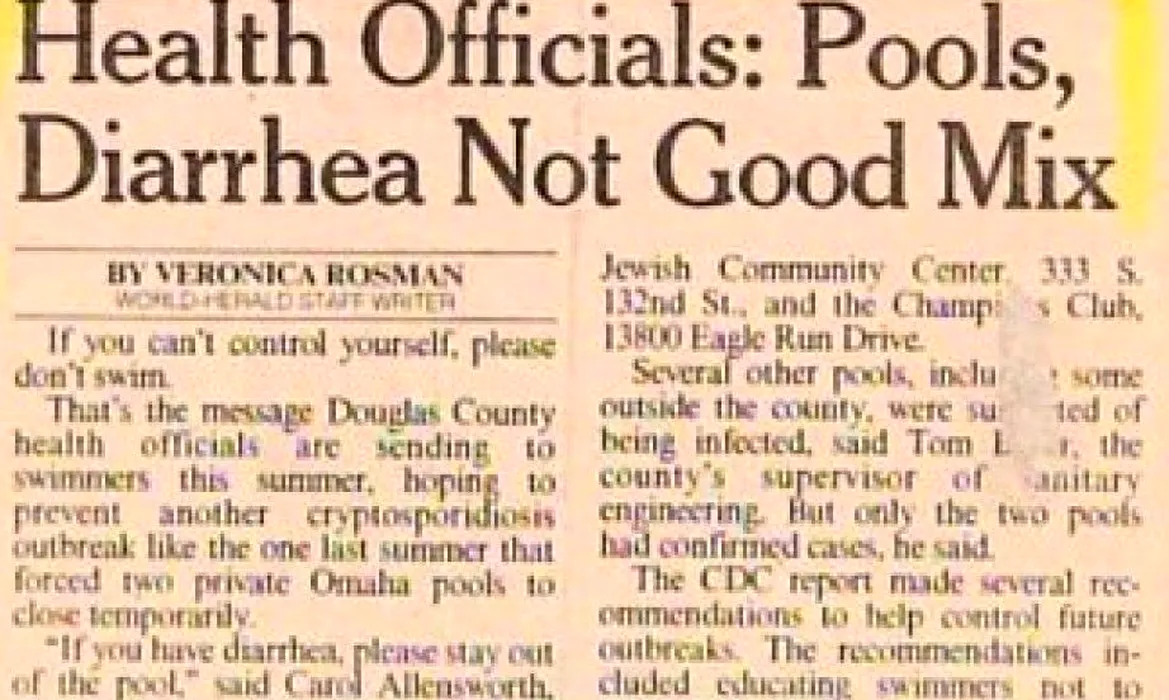 Health Officials: Pools,
Diarrhea Not Good Mix
BY VERONICA ROSMAN
WORLD-HERALD STAFF WRITER
If you can't control yourself, please
don't swim.
That's the message Douglas County
health officials are sending to
swimmers this summer, hoping to
prevent another cryptosporidiosis
outbreak like the one last summer that
forced two private Omaha pools to
close temporarily.
"If you have diarrhea, please stay out
of the pool," said Carol Allensworth,
Jewish Community Center, 333 S.
132nd St., and the Club,
13800 Eagle Run Drive.
Several other pools, some
outside the county, were of
being infected, said Tom the
county's supervisor of
engineering. But only the two pools
had confirmed cases, he said.
The CDC report made several rec-
ommendations to help control future
outbreaks. The recommendations in-
cluded educating swimmers not to